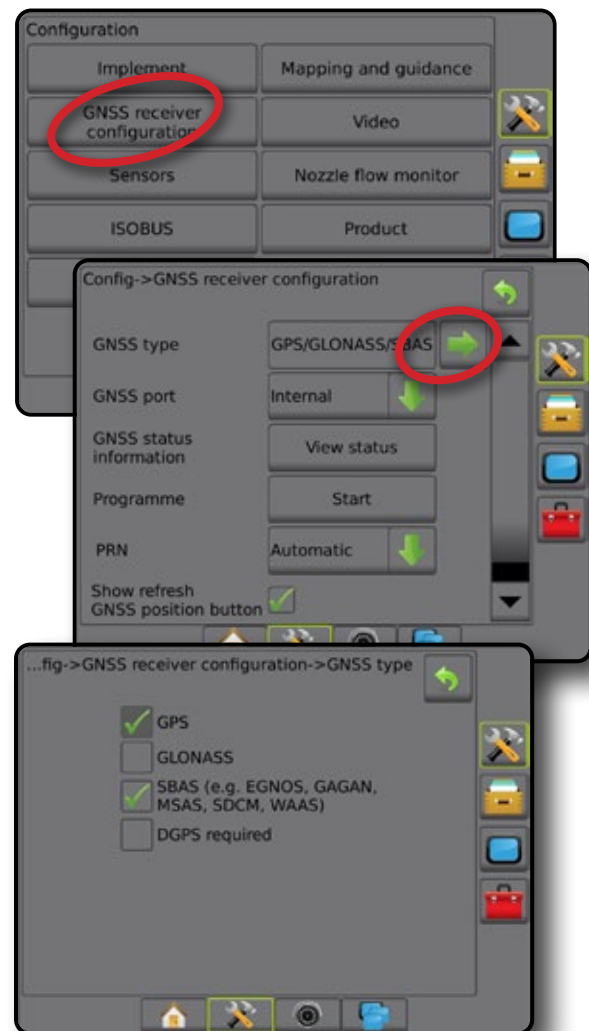 Configuration
Implement
Mapping and guidance
GNSS receiver
configuration
Video
Sensors
Nozzle flow monitor
ISOBUS
Product
Config->GNSS receiver configuration
GNSS type
GPS/GLONASS/SBAS
GNSS port
Internal
GNSS status
information
View status
Programme
Start
PRN
Automatic
Show refresh
GNSS position button
...fig->GNSS receiver configuration->GNSS type
GPS
GLONASS
SBAS (e.g. EGNOS, GAGAN,
MSAS, SDCM, WAAS)
DGPS required